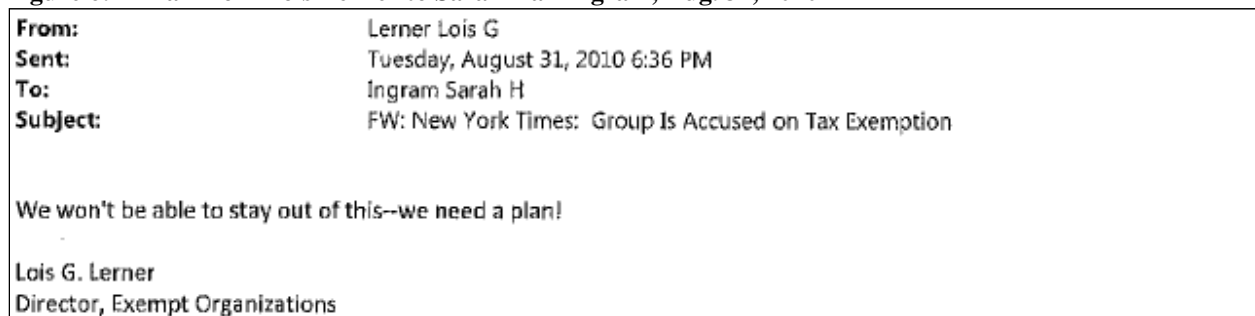 From: Lerner Lois G
Sent: Tuesday, August 31, 2010 6:36 PM
To: Ingram Sarah H
Subject: FW: New York Times: Group Is Accused on Tax Exemption
We won't be able to stay out of this--we need a plan!
Lois G. Lerner
Director, Exempt Organizations